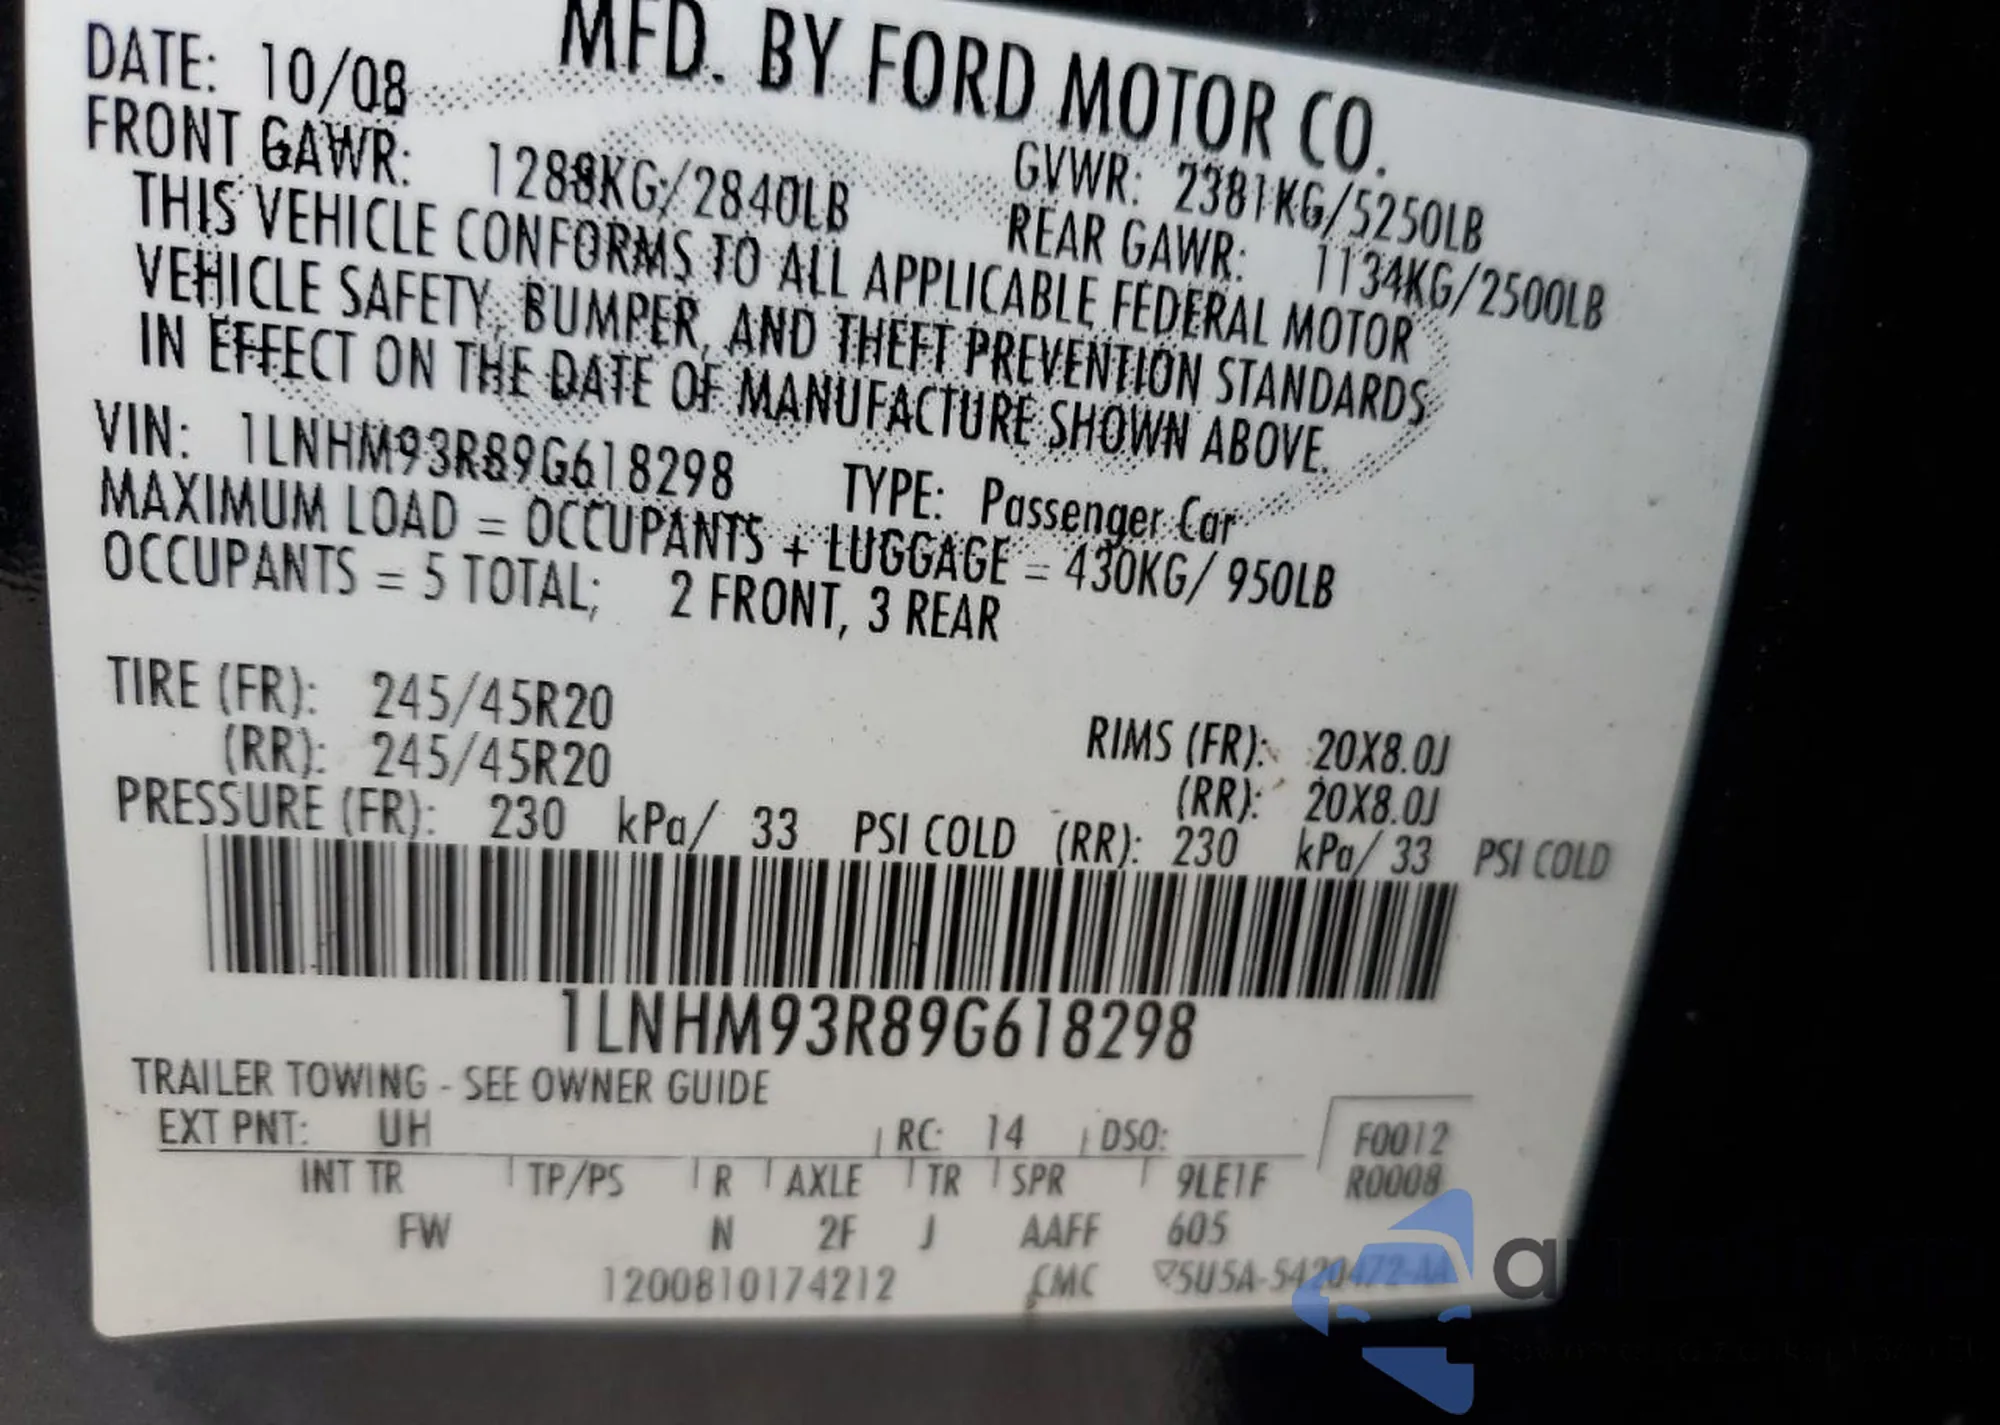 MFD. BY FORD MOTOR CO.
DATE: 10/08 GVWR: 2381KG/5250LB
FRONT GAWR: 1288KG/2840LB REAR GAWR: 1134KG/2500LB
THIS VEHICLE CONFORMS TO ALL APPLICABLE FEDERAL MOTOR
VEHICLE SAFETY, BUMPER, AND THEFT PREVENTION STANDARDS
IN EFFECT ON THE DATE OF MANUFACTURE SHOWN ABOVE.
VIN: 1LNHM93R89G618298 TYPE: Passenger Car
MAXIMUM LOAD = OCCUPANTS + LUGGAGE = 430KG/ 950LB
OCCUPANTS = 5 TOTAL; 2 FRONT, 3 REAR
TIRE (FR): 245/45R20 RIMS (FR): 20X8.0J
(RR): 245/45R20 (RR): 20X8.0J
PRESSURE (FR): 230 kPa/ 33 PSI COLD (RR): 230 kPa/ 33 PSI COLD
1LNHM93R89G618298
TRAILER TOWING - SEE OWNER GUIDE
EXT PNT: UH RC: 14 DSO: F0012
INT TR TP/PS R AXLE TR SPR 9LE1F R0008
FW N 2F J AAFF 605
1200810174212 CMC 5U5A-5420472-AA